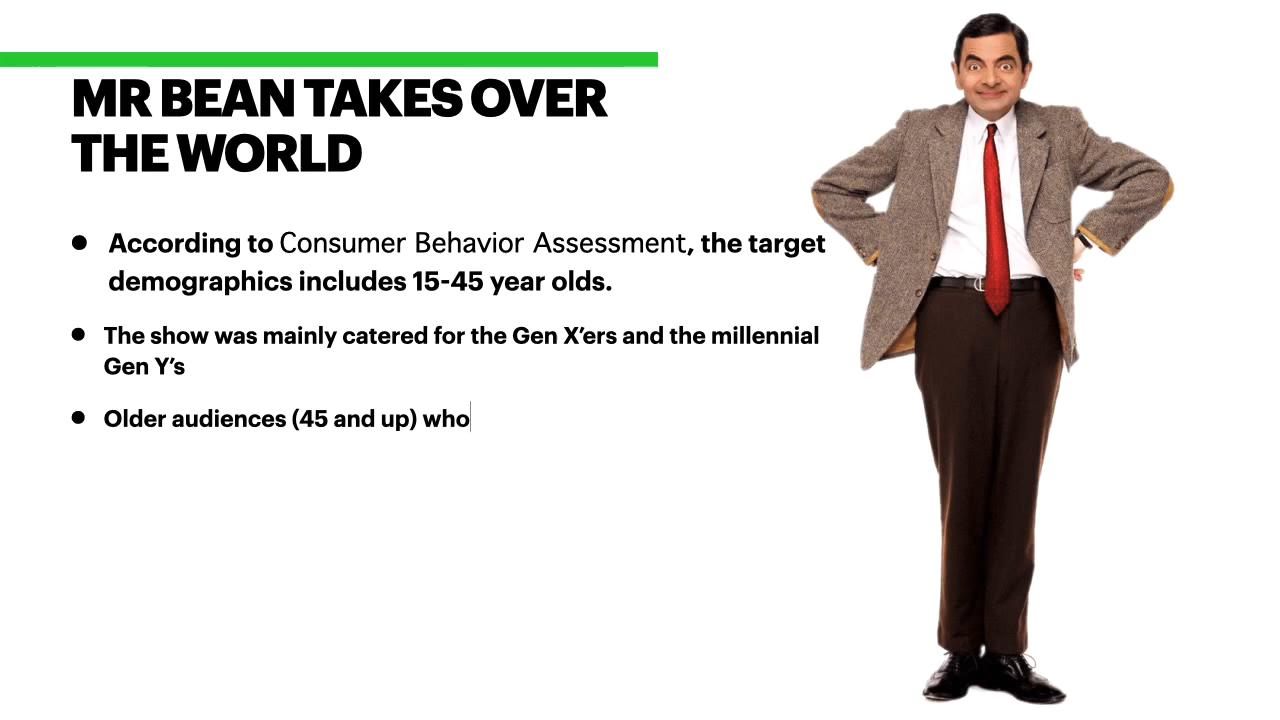 MR BEAN TAKES OVER
THE WORLD
● According to Consumer Behavior Assessment, the target
demographics includes 15-45 year olds.
● The show was mainly catered for the Gen X’ers and the millennial
Gen Y’s
● Older audiences (45 and up) who